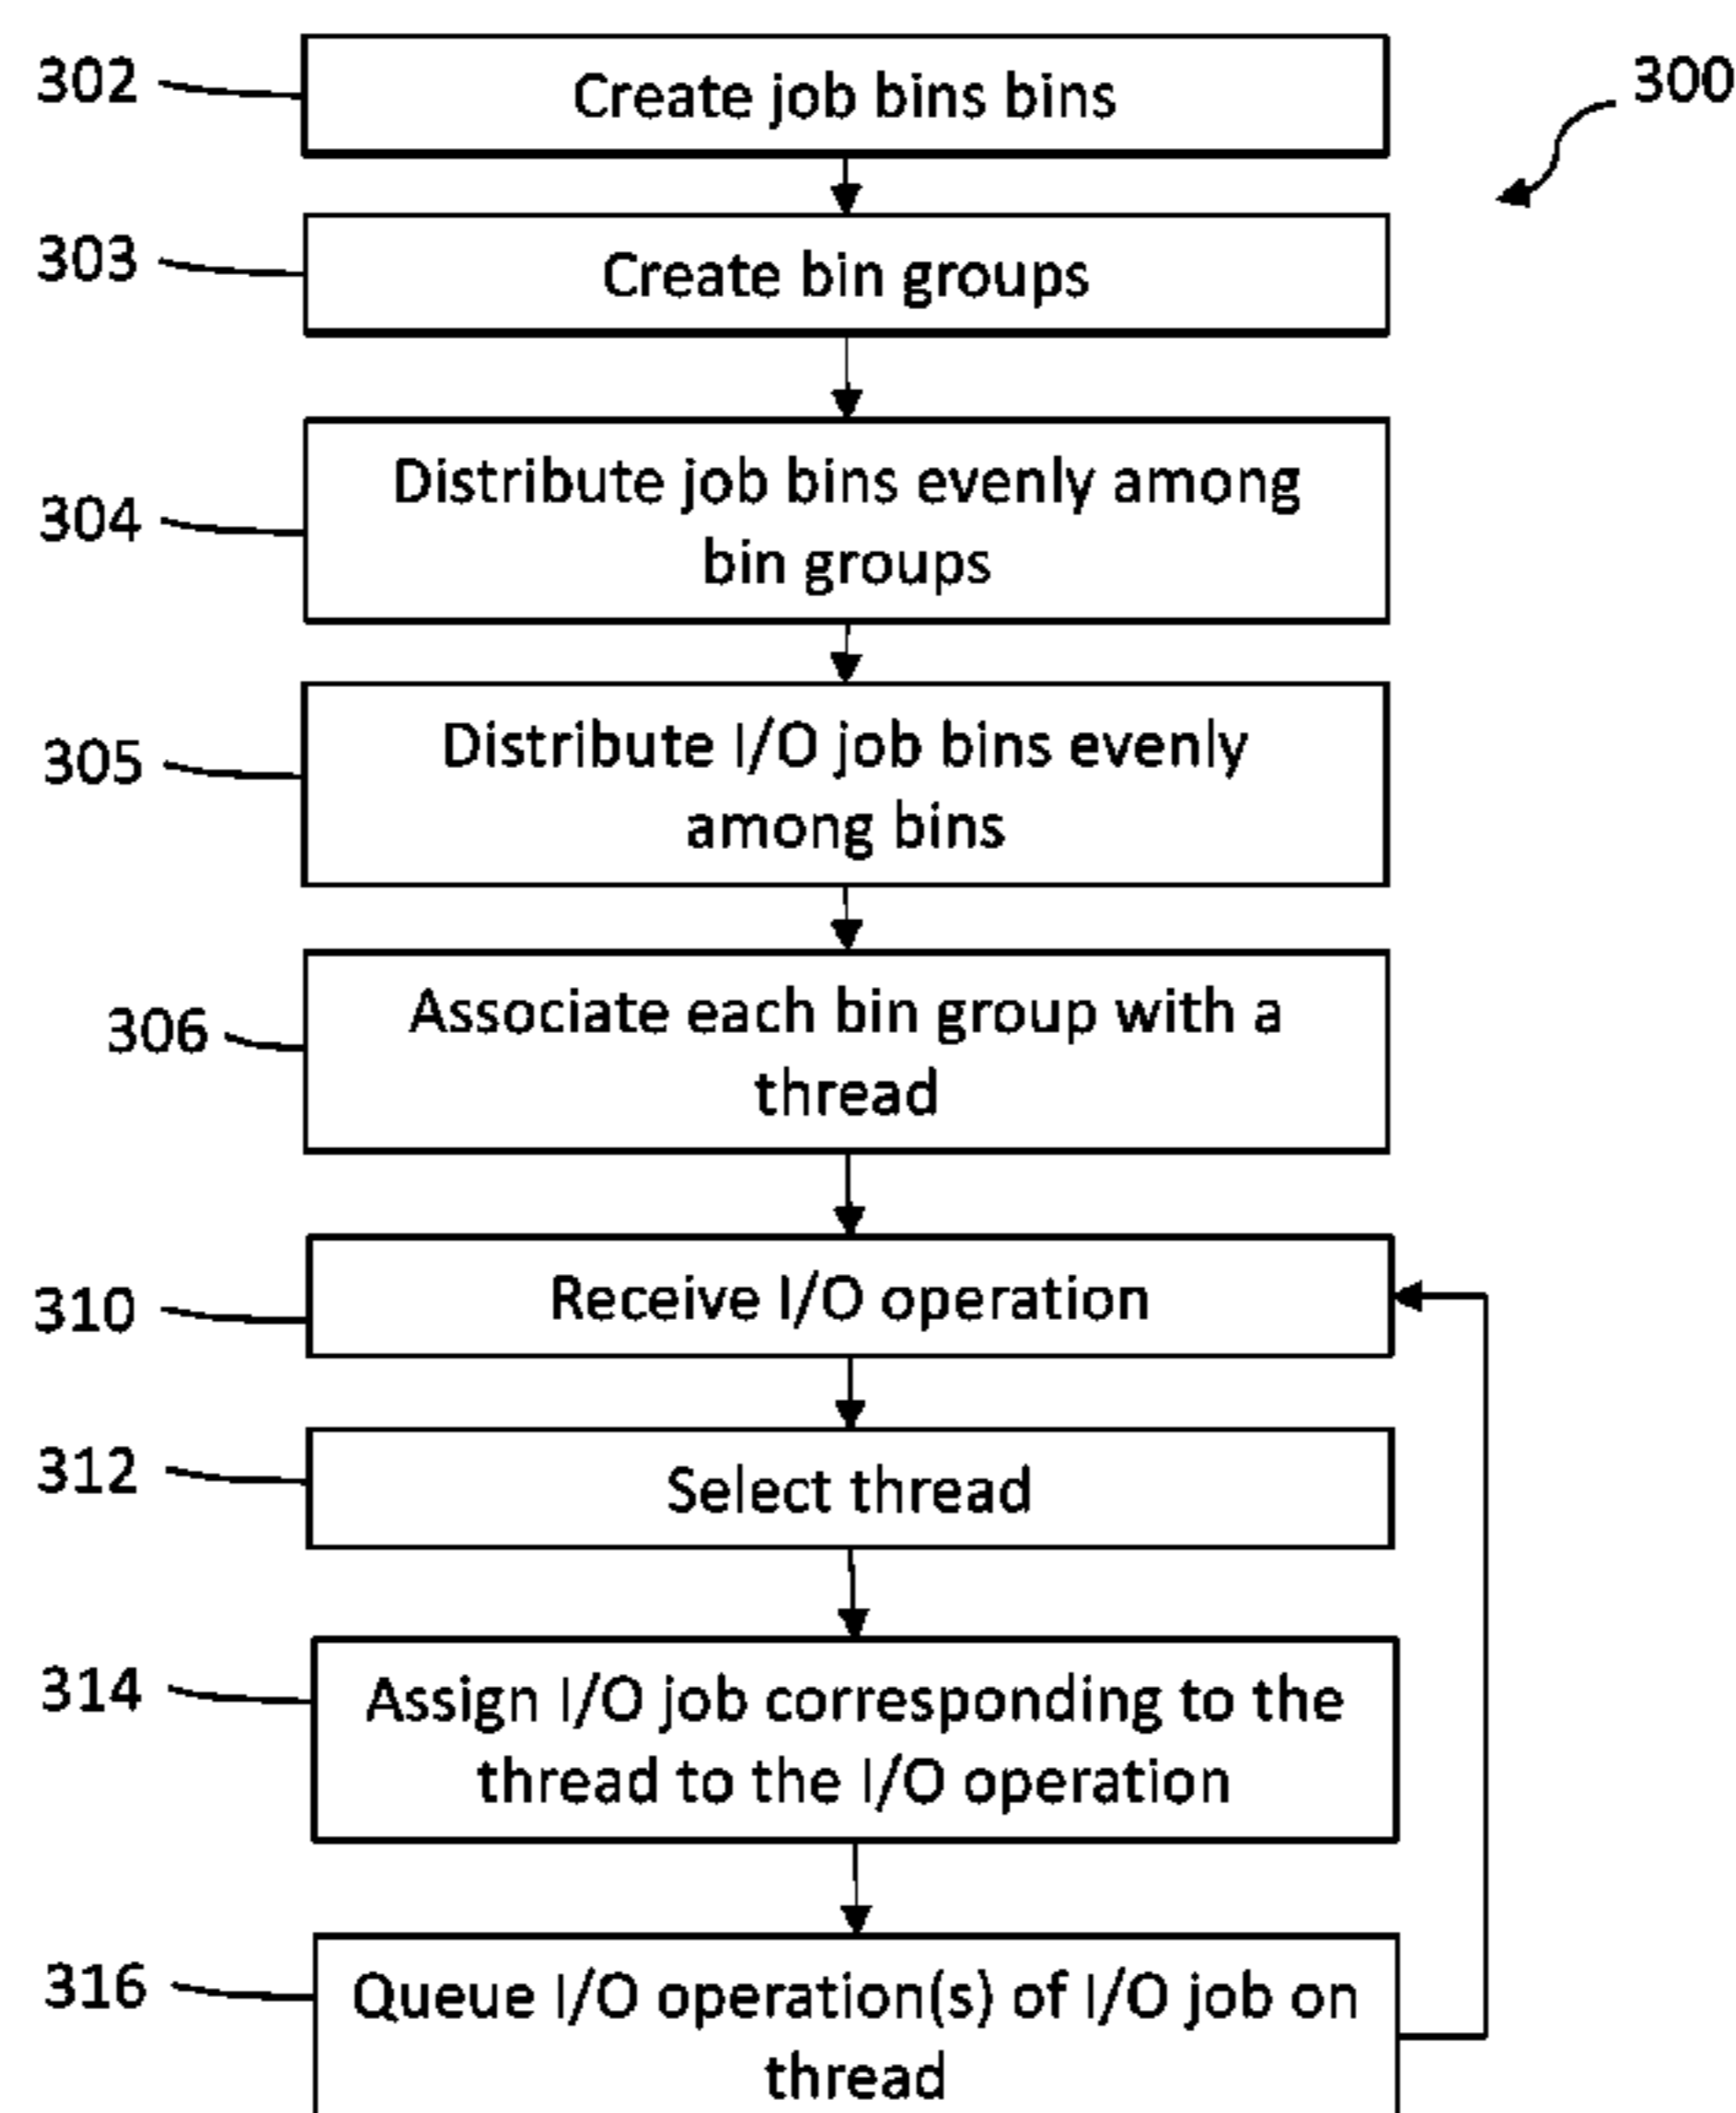 302
Create job bins bins
300
303
Create bin groups
304
Distribute job bins evenly among
bin groups
305
Distribute I/O job bins evenly
among bins
306
Associate each bin group with a
thread
310
Receive I/O operation
312
Select thread
314
Assign I/O job corresponding to the
thread to the I/O operation
316
Queue I/O operation(s) of I/O job on
thread